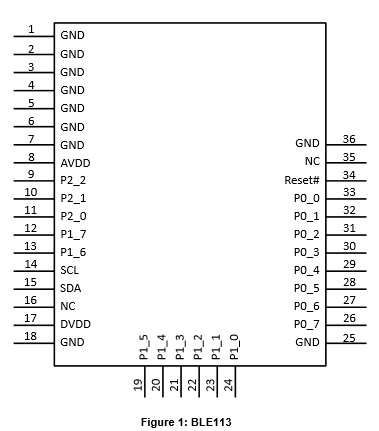 1 GND
2 GND
3 GND
4 GND
5 GND
6 GND
7 GND
8 AVDD
9 P2_2
10 P2_1
11 P2_0
12 P1_7
13 P1_6
14 SCL
15 SDA
16 NC
17 DVDD
18 GND
P1_5 19
P1_4 20
P1_3 21
P1_2 22
P1_1 23
P1_0 24
GND 36
NC 35
Reset# 34
P0_0 33
P0_1 32
P0_2 31
P0_3 30
P0_4 29
P0_5 28
P0_6 27
P0_7 26
GND 25
Figure 1: BLE113